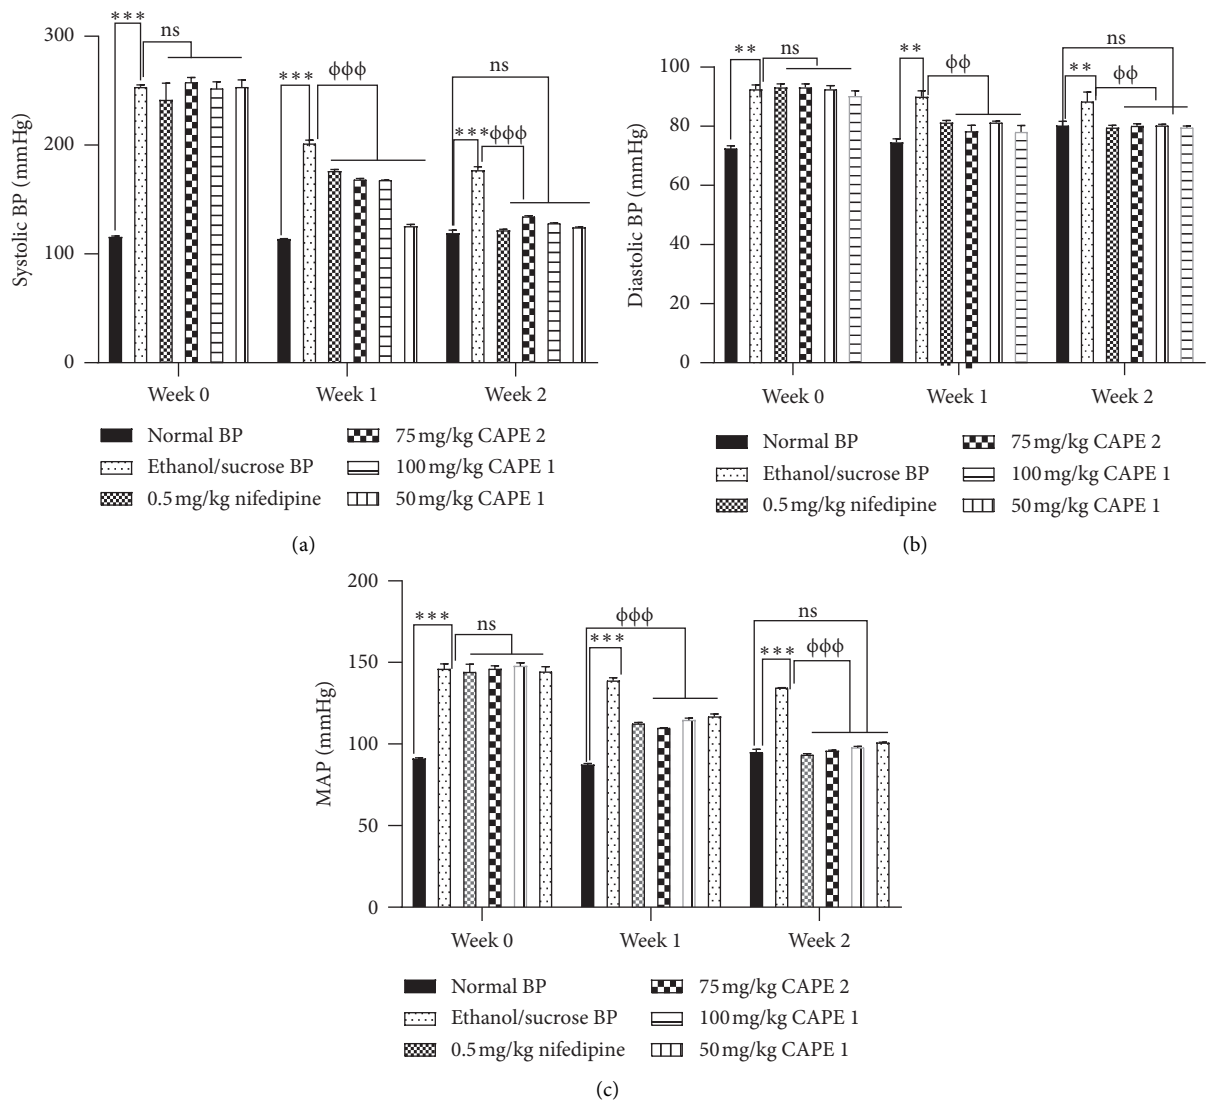 Systolic BP (mmHg)
300
200
100
0
***
ns
***
ϕϕϕ
ns
***
ϕϕϕ
Week 0
Week 1
Week 2
Normal BP
Ethanol/sucrose BP
0.5 mg/kg nifedipine
75 mg/kg CAPE 2
100 mg/kg CAPE 1
50 mg/kg CAPE 1
(a)
Diastolic BP (mmHg)
100
80
60
40
20
0
**
ns
**
ϕϕ
ns
**
ϕϕ
Week 0
Week 1
Week 2
Normal BP
Ethanol/sucrose BP
0.5 mg/kg nifedipine
75 mg/kg CAPE 2
100 mg/kg CAPE 1
50 mg/kg CAPE 1
(b)
MAP (mmHg)
200
150
100
50
0
***
ns
ϕϕϕ
***
ns
***
ϕϕϕ
Week 0
Week 1
Week 2
Normal BP
Ethanol/sucrose BP
0.5 mg/kg nifedipine
75 mg/kg CAPE 2
100 mg/kg CAPE 1
50 mg/kg CAPE 1
(c)